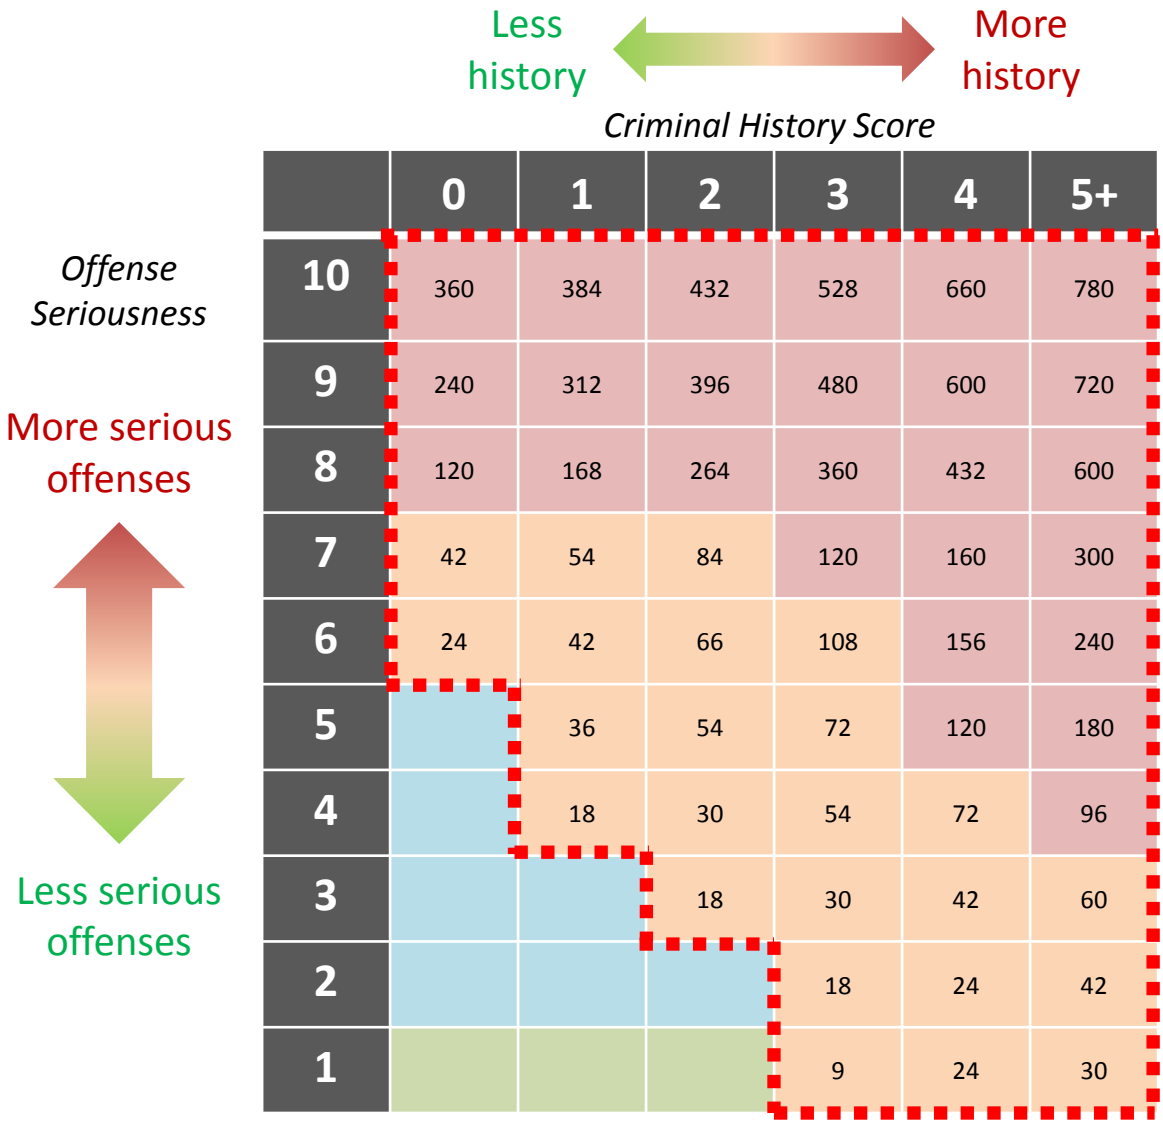 Less
history
More
history
Criminal History Score
0 1 2 3 4 5+
Offense
Seriousness
10 360 384 432 528 660 780
9 240 312 396 480 600 720
More serious
offenses
8 120 168 264 360 432 600
7 42 54 84 120 160 300
6 24 42 66 108 156 240
5 36 54 72 120 180
4 18 30 54 72 96
Less serious
offenses
3 18 30 42 60
2 18 24 42
1 9 24 30